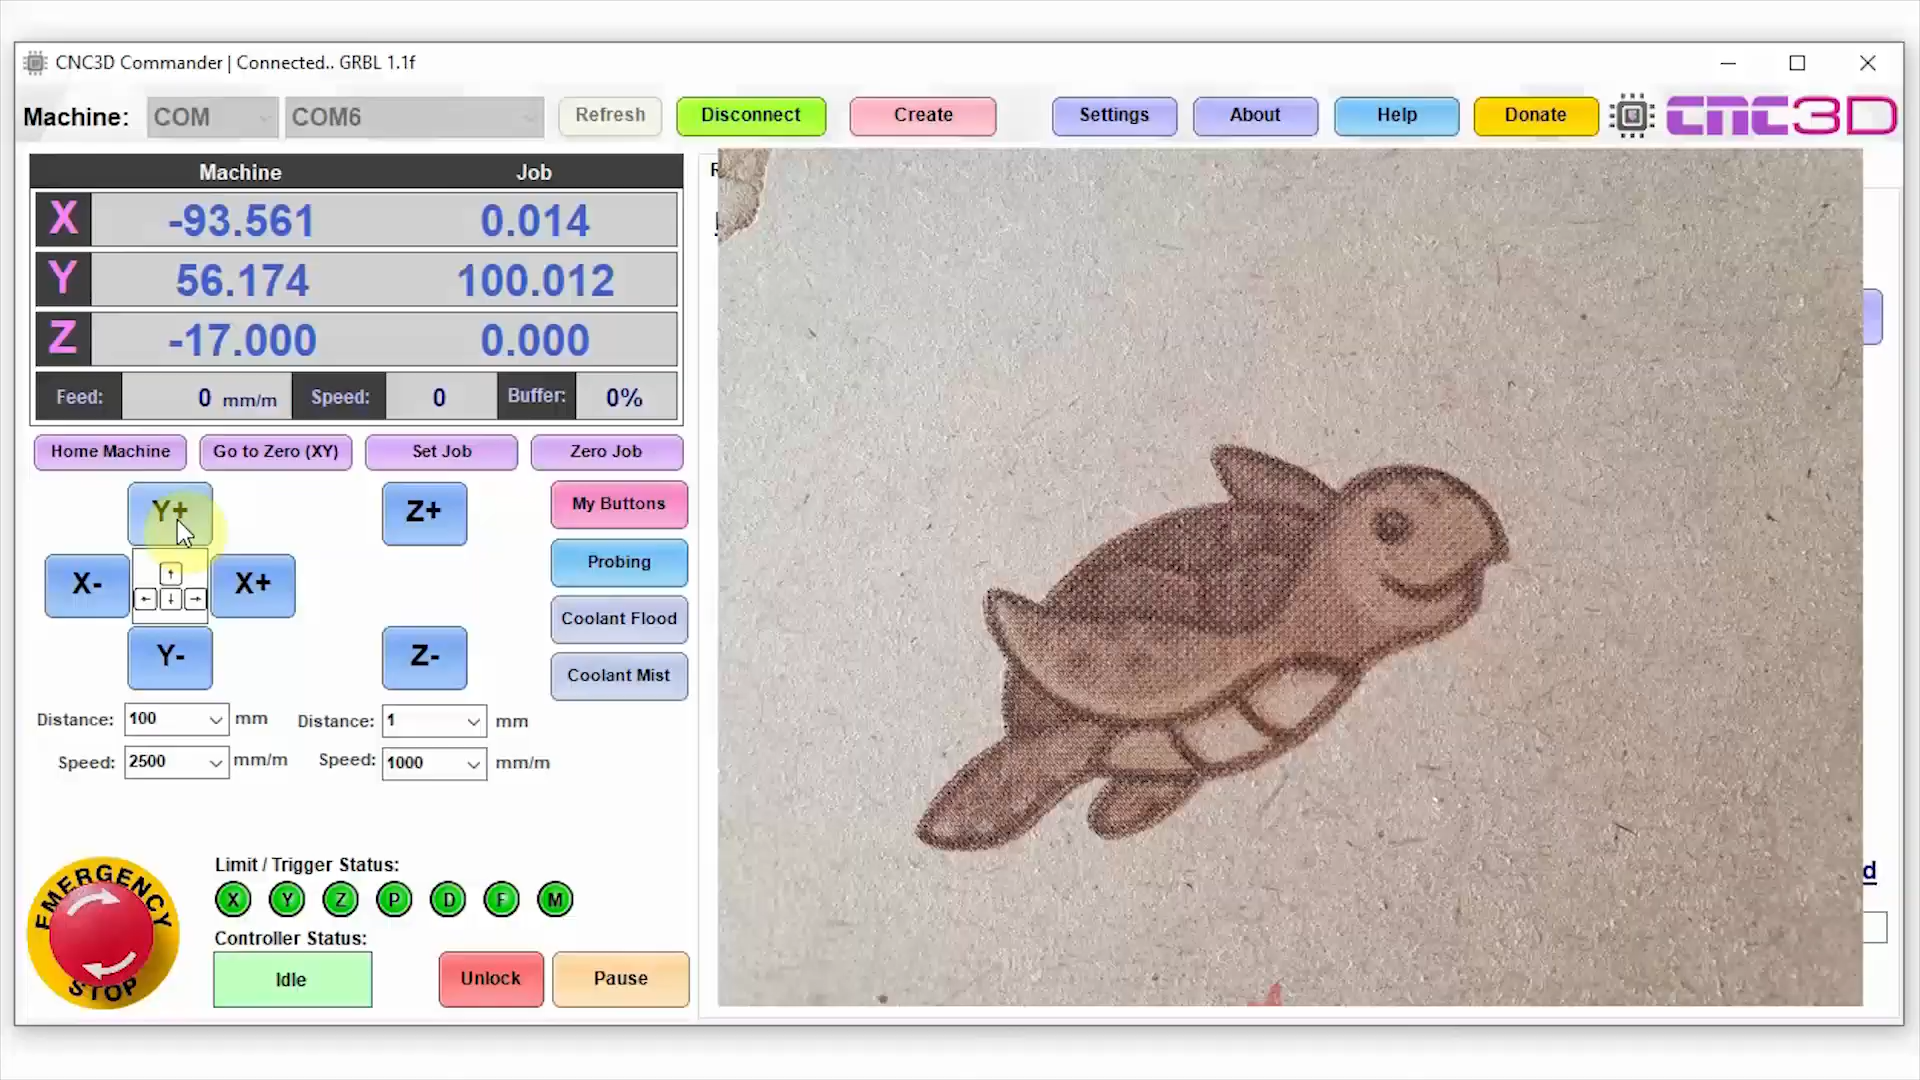 CNC3D Commander | Connected.. GRBL 1.1f
Machine: COM COM6 Refresh Disconnect Create Settings About Help Donate CNC3D
Machine Job
X -93.561 0.014
Y 56.174 100.012
Z -17.000 0.000
Feed: 0 mm/m Speed: 0 Buffer: 0%
Home Machine Go to Zero (XY) Set Job Zero Job
Y+ Z+ My Buttons
Probing
X- X+
Coolant Flood
Y- Z- Coolant Mist
Distance: 100 mm Distance: 1 mm
Speed: 2500 mm/m Speed: 1000 mm/m
Limit / Trigger Status:
X Y Z P D F M
EMERGENCY STOP
Controller Status:
Idle Unlock Pause
d